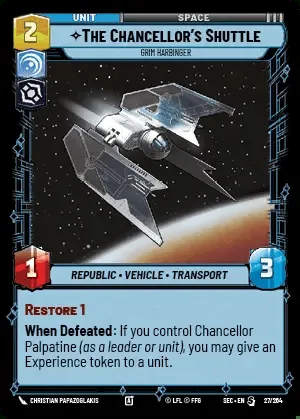 UNIT SPACE
2
✧THE CHANCELLOR'S SHUTTLE
GRIM HARBINGER
1
3
REPUBLIC • VEHICLE • TRANSPORT
RESTORE 1
When Defeated: If you control Chancellor
Palpatine (as a leader or unit), you may give an
Experience token to a unit.
CHRISTIAN PAPAZOGLAKIS © LFL © FFG SEC • EN 27/264